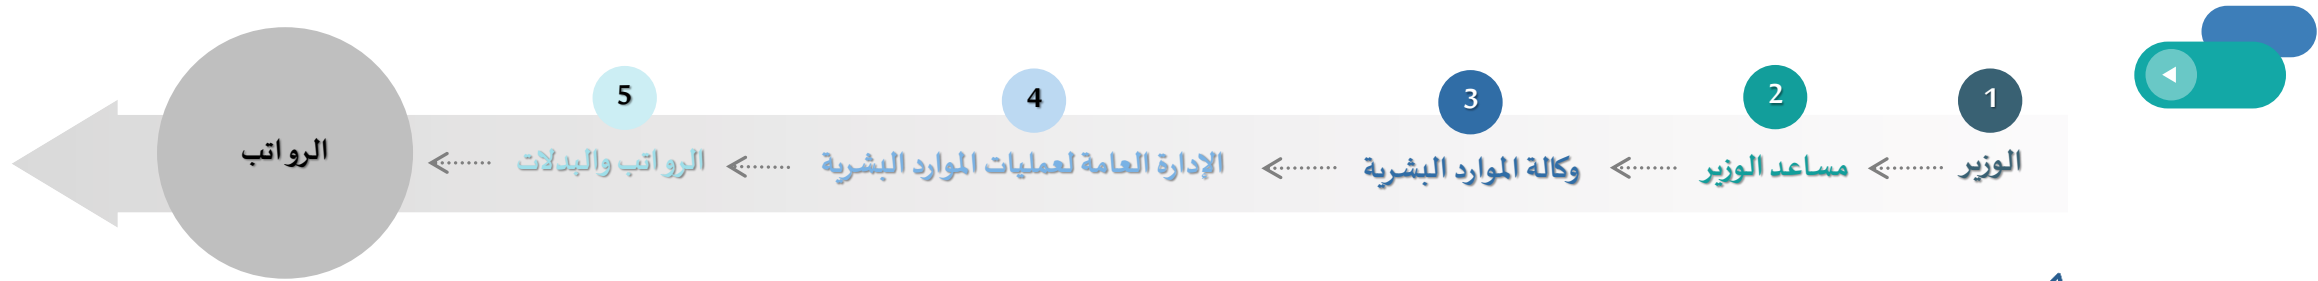 1
الوزير
2
مساعد الوزير
3
وكالة الموارد البشرية
4
الإدارة العامة لعمليات الموارد البشرية
5
الرواتب والبدلات
الرواتب